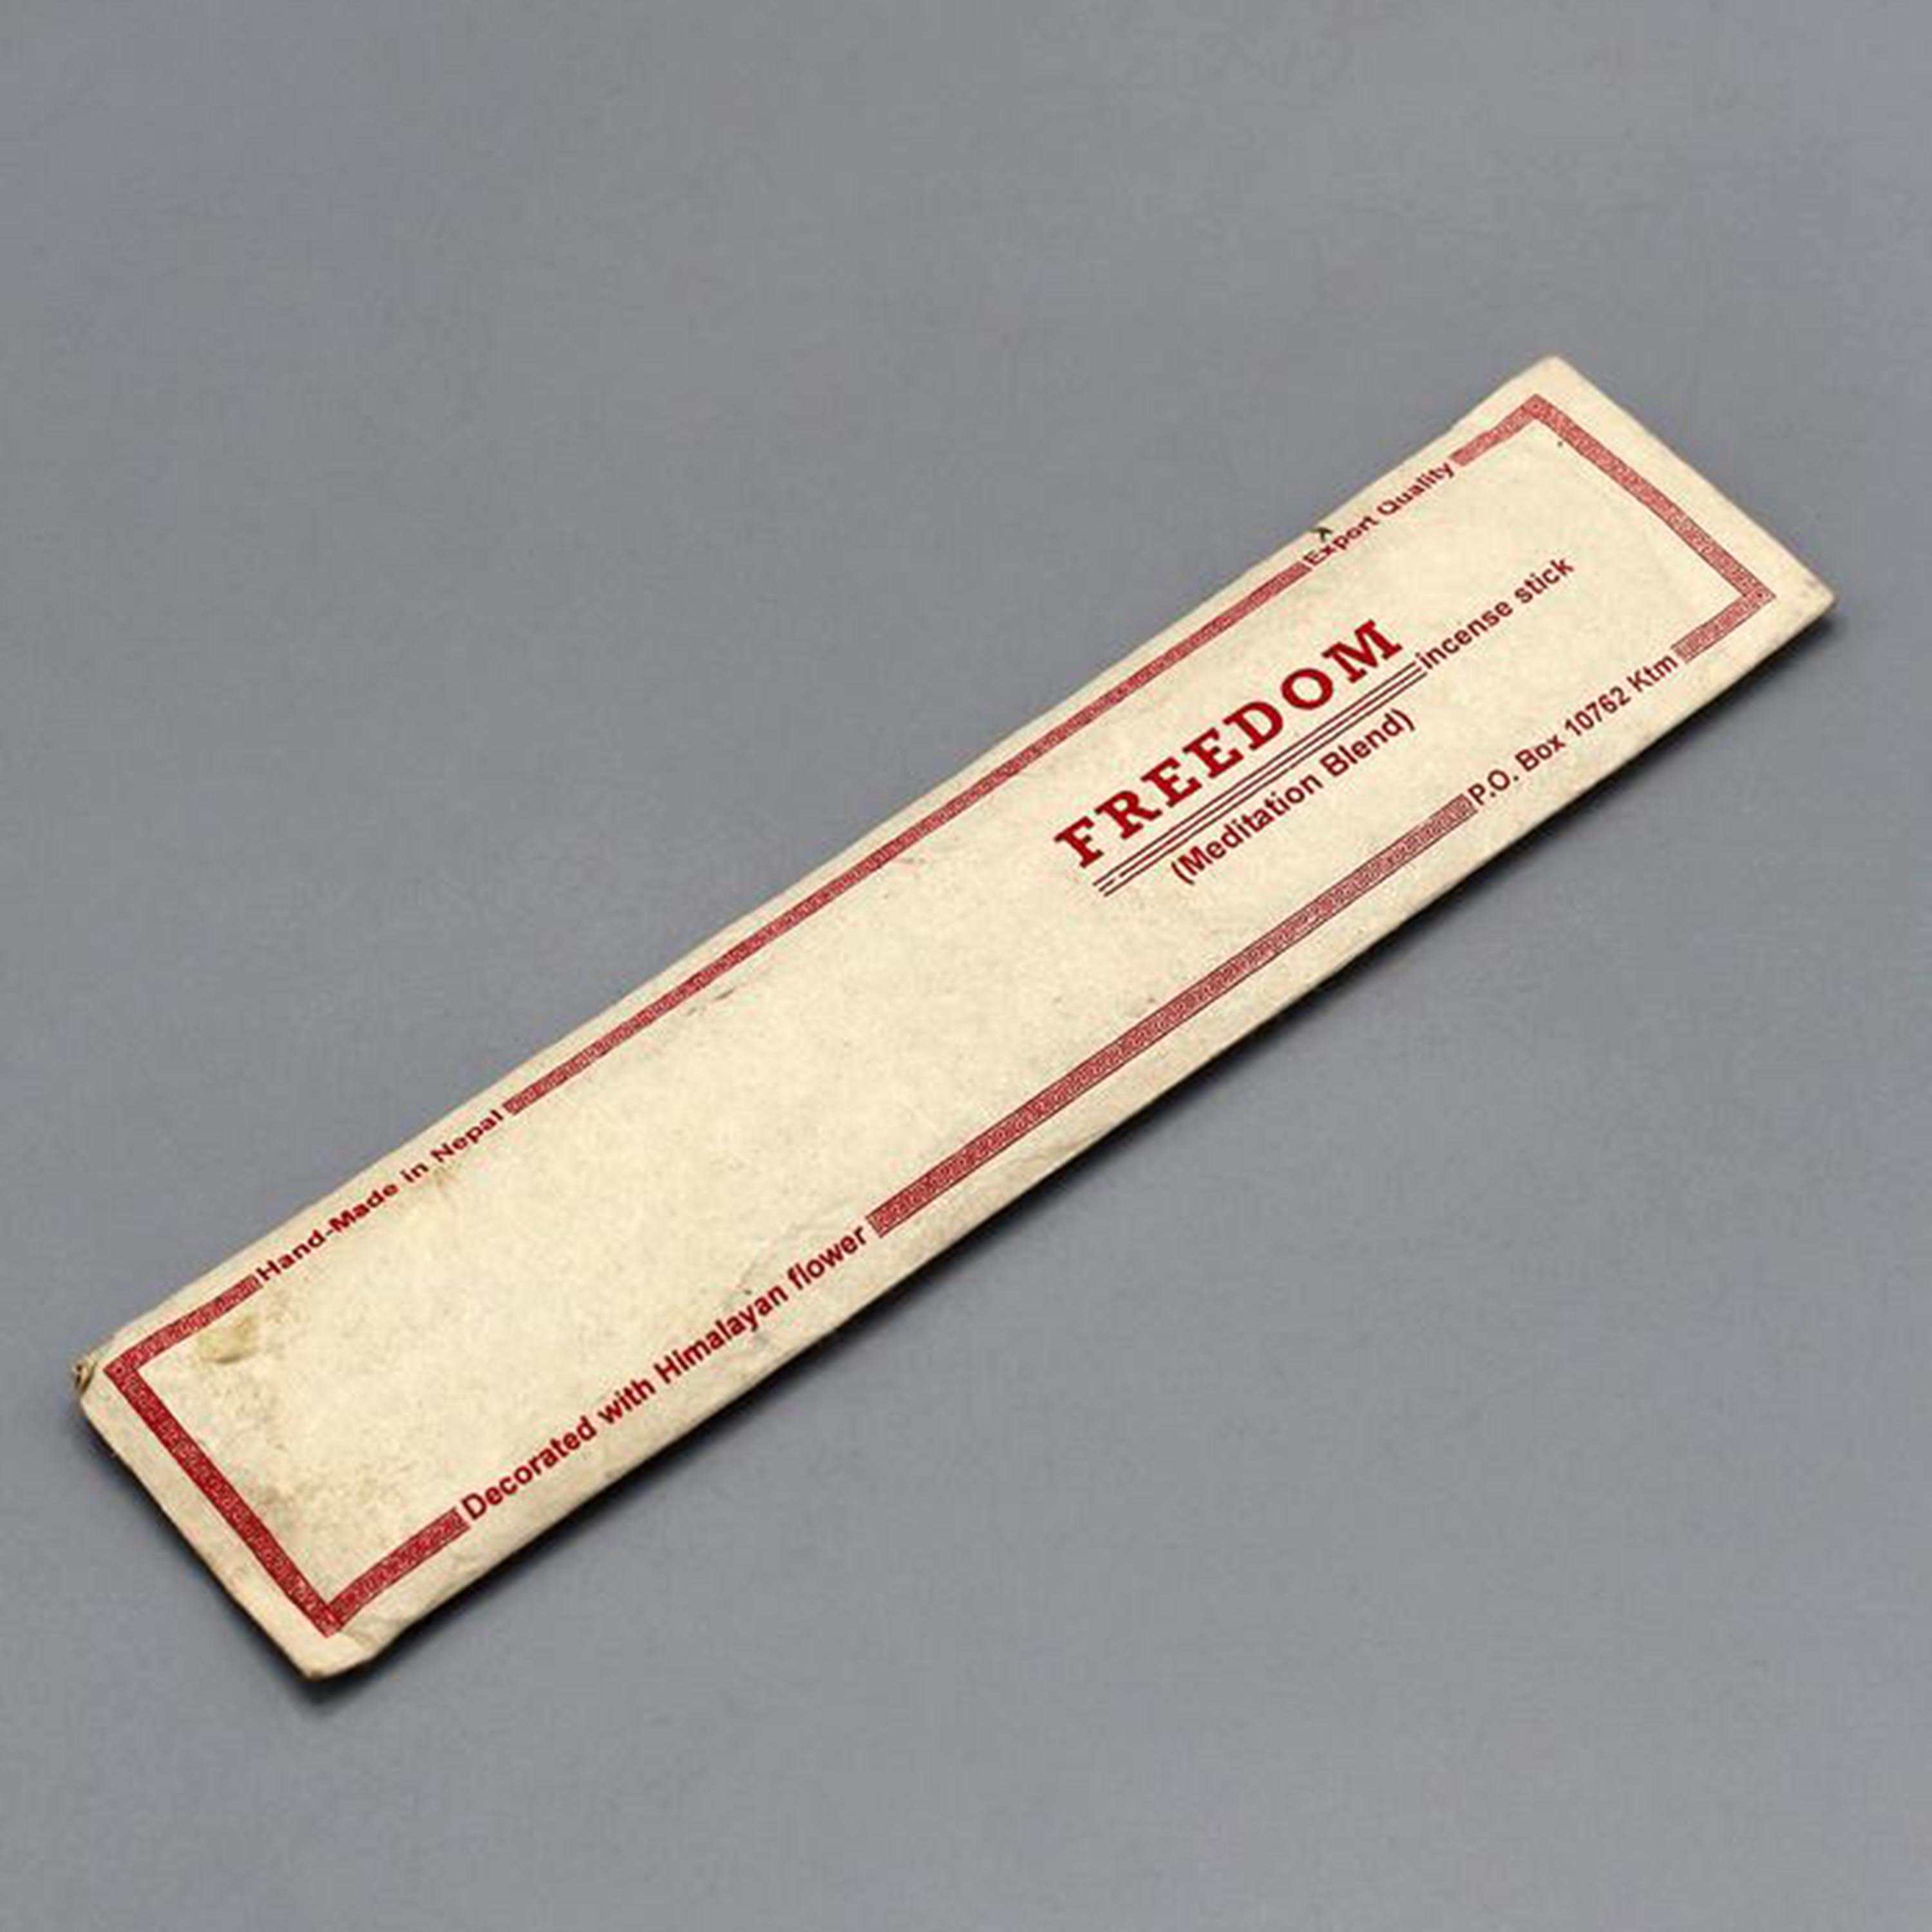 Hand-Made in Nepal
Export Quality
FREEDOM
incense stick
(Meditation Blend)
Decorated with Himalayan flower
P.O. Box 10762 Ktm